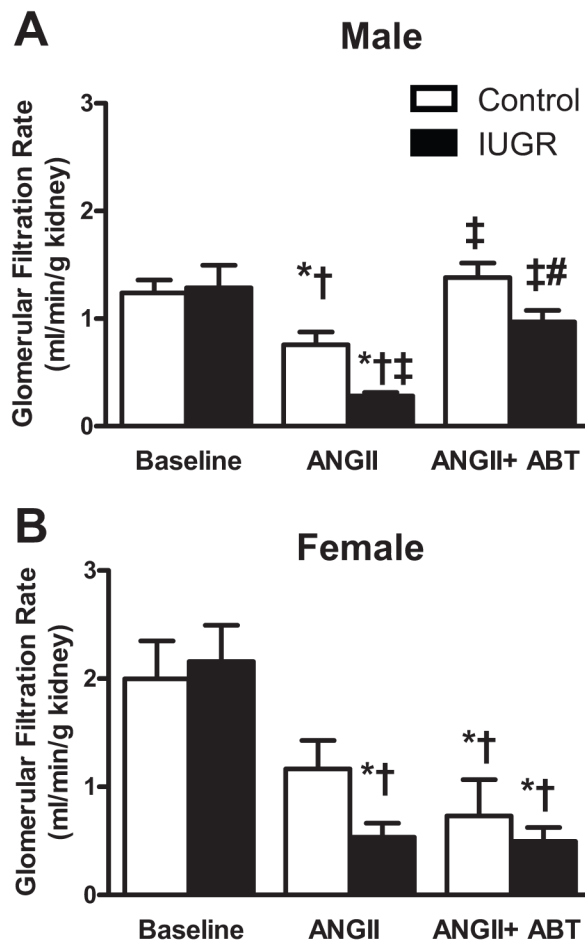 A
Male
Control
IUGR
Glomerular Filtration Rate
(ml/min/g kidney)
3
2
1
0
*†
*†‡
‡
‡#
Baseline
ANGII
ANGII+ ABT
B
Female
Glomerular Filtration Rate
(ml/min/g kidney)
3
2
1
0
*†
*†
*†
Baseline
ANGII
ANGII+ ABT